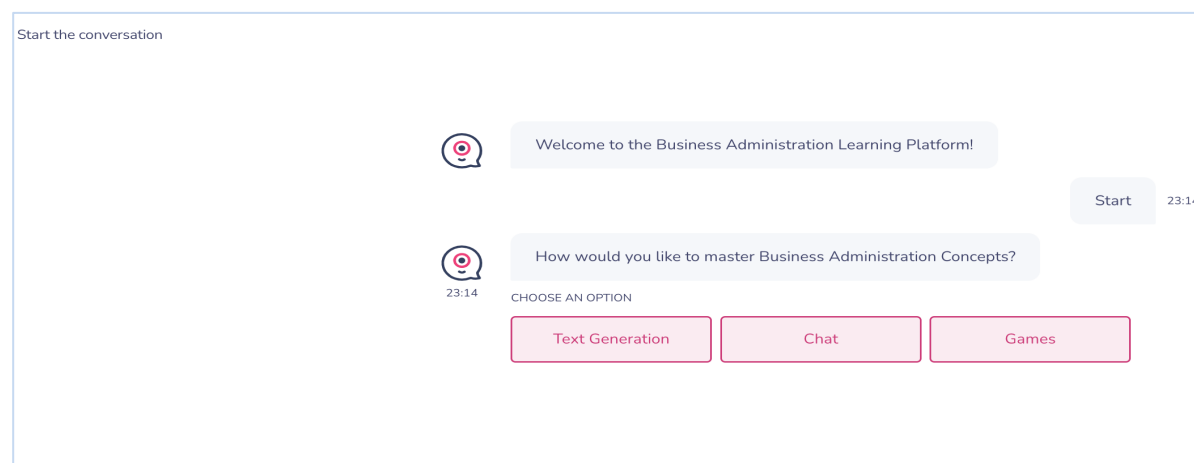 Start the conversation
Welcome to the Business Administration Learning Platform!
Start
How would you like to master Business Administration Concepts?
23:14
CHOOSE AN OPTION
Text Generation
Chat
Games